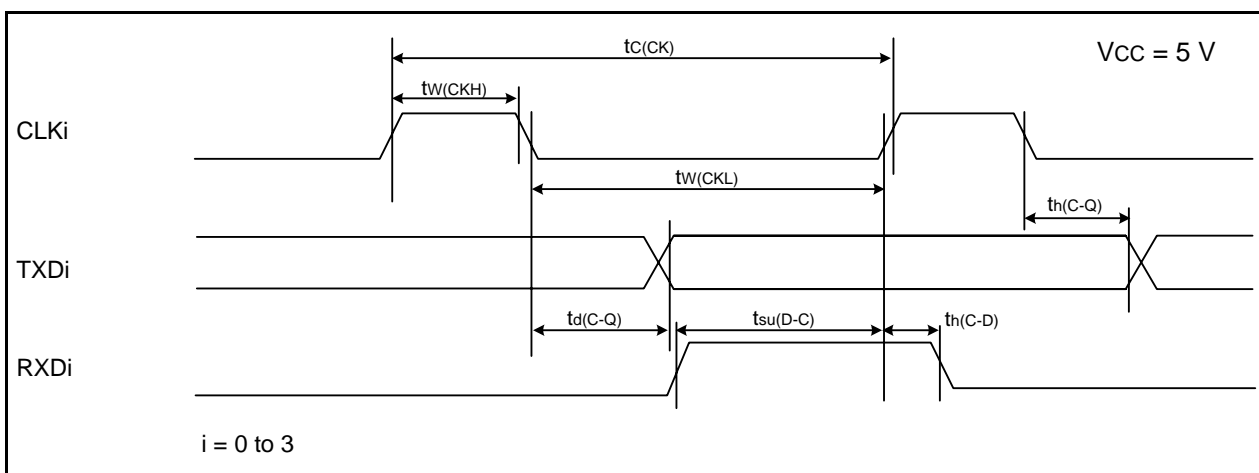 tC(CK)
VCC = 5 V
tW(CKH)
CLKi
tW(CKL)
th(C-Q)
TXDi
td(C-Q)
tsu(D-C)
th(C-D)
RXDi
i = 0 to 3